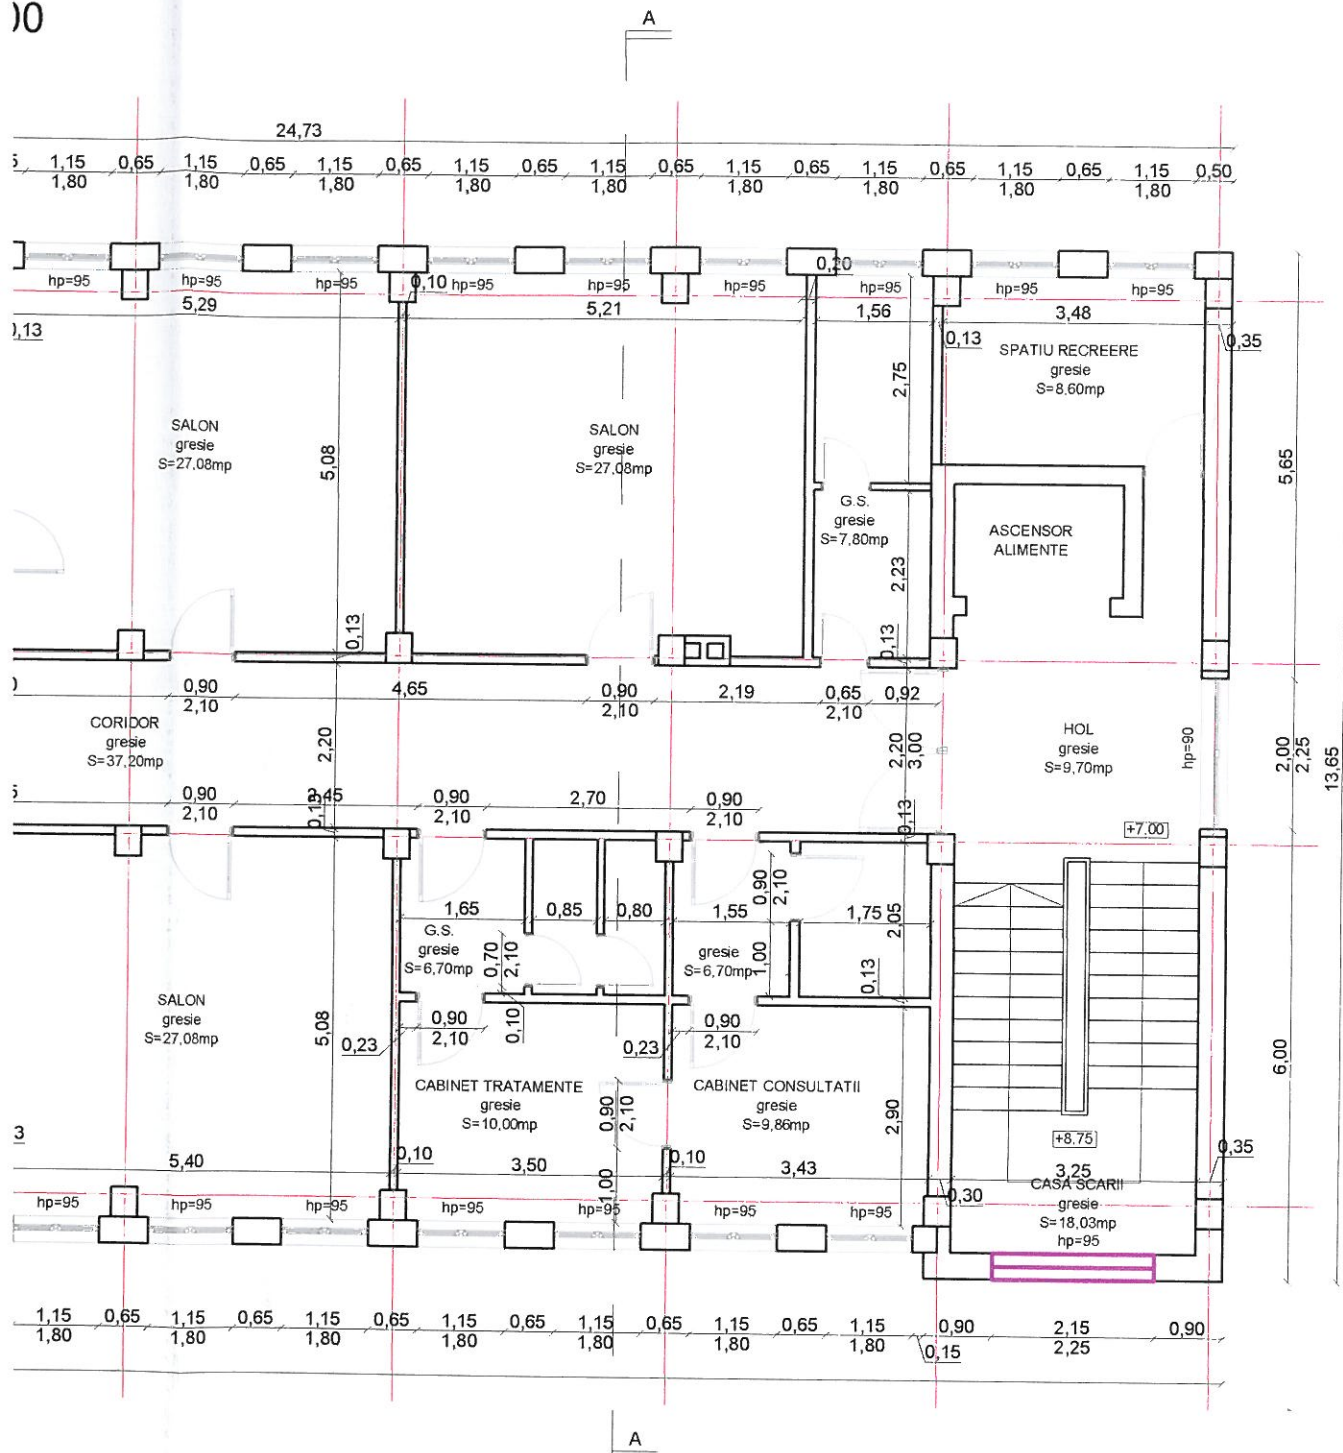 00
A
24,73
1,15 0,65 1,15 0,65 1,15 0,65 1,15 0,65 1,15 0,65 1,15 0,65 1,15 0,65 1,15 0,65 1,15 0,50
1,80 1,80 1,80 1,80 1,80 1,80 1,80 1,80 1,80
hp=95 hp=95 hp=95 hp=95 hp=95 hp=95 hp=95 hp=95 hp=95
0,20
0,10
5,29 5,21 1,56 3,48
0,13
0,13
0,35
SPATIU RECREERE
gresie
S=8,60mp
2,75
SALON
gresie
S=27,08mp
5,08
SALON
gresie
S=27,08mp
5,65
G.S.
gresie
S=7,80mp
ASCENSOR
ALIMENTE
2,23
0,13
0,13
0,90 4,65 0,90 2,19 0,65 0,92
2,10 2,10 2,10
CORIDOR
gresie
S=37,20mp
2,20
2,20
3,00
HOL
gresie
S=9,70mp
hp=90
2,00
2,25
13,65
0,90 2,45 0,90 2,70 0,90
2,10 2,10 2,10
0,13
0,13
+7.00
0,90
2,10
1,65 0,85 0,80 1,55 1,75
2,05
G.S.
gresie
S=6,70mp
0,70
2,10
gresie
S=6,70mp
1,00
0,13
SALON
gresie
S=27,08mp
5,08
0,23
0,90
2,10
0,10
0,23
0,90
2,10
6,00
CABINET TRATAMENTE
gresie
S=10,00mp
0,90
2,10
CABINET CONSULTATII
gresie
S=9,86mp
2,90
3
+8.75
5,40 0,10 3,50 0,10 3,43 3,25 0,35
1,00
0,30
CASA SCARII
gresie
S=18,03mp
hp=95
hp=95 hp=95 hp=95 hp=95 hp=95 hp=95 hp=95
1,15 0,65 1,15 0,65 1,15 0,65 1,15 0,65 1,15 0,65 1,15 0,65 1,15 0,90 2,15 0,90
1,80 1,80 1,80 1,80 1,80 1,80 1,80 0,15 2,25
A